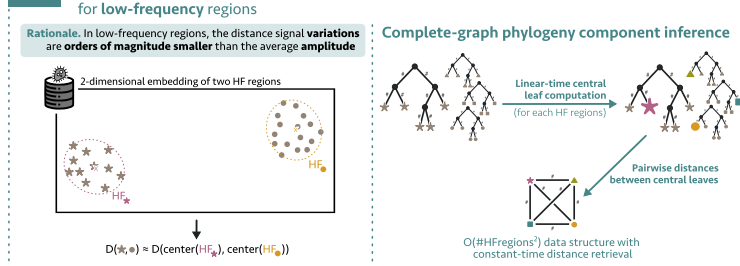 for low-frequency regions
Rationale. In low-frequency regions, the distance signal variations
are orders of magnitude smaller than the average amplitude
2-dimensional embedding of two HF regions
HF
HF
D(★,●) ≈ D(center(HF★), center(HF●))
Complete-graph phylogeny component inference
Linear-time central
leaf computation
(for each HF regions)
Pairwise distances
between central leaves
O(#HFregions²) data structure with
constant-time distance retrieval